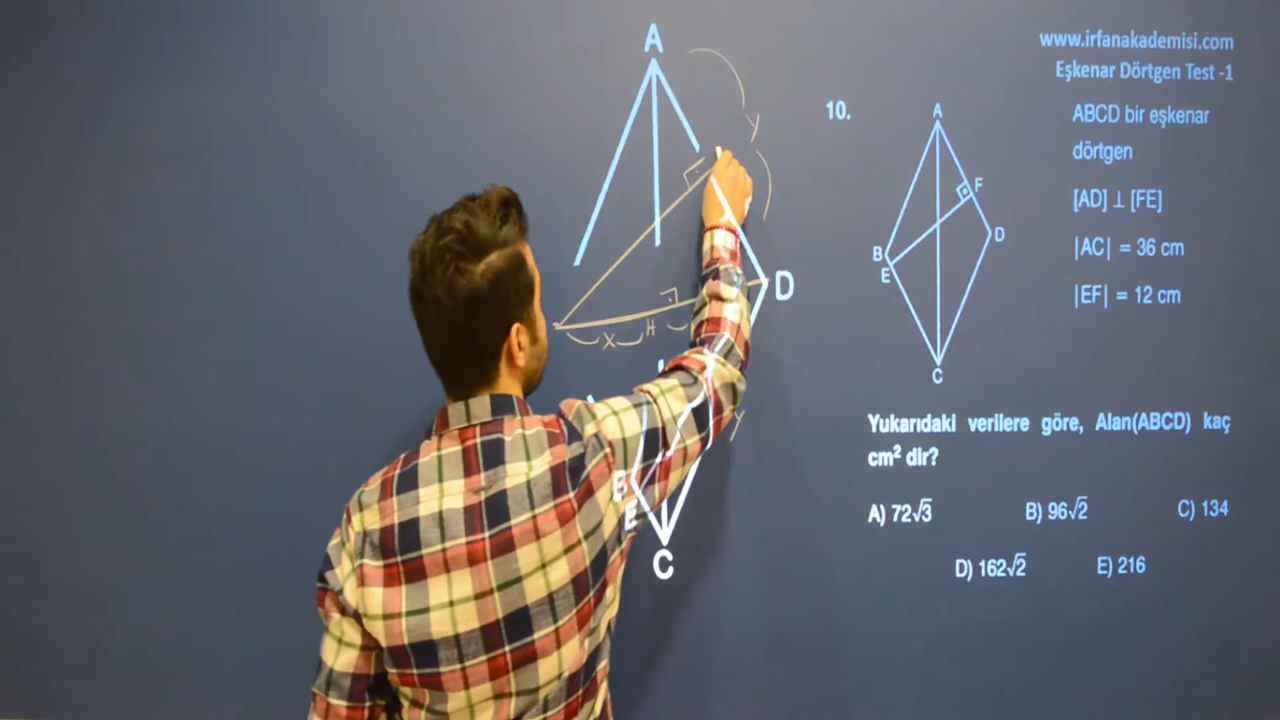 www.irfanakademisi.com
Eşkenar Dörtgen Test -1
10.
ABCD bir eşkenar
dörtgen
[AD] ⊥ [FE]
|AC| = 36 cm
|EF| = 12 cm
A
F
B
D
E
C
Yukarıdaki verilere göre, Alan(ABCD) kaç
cm² dir?
A) 72√3
B) 96√2
C) 134
D) 162√2
E) 216
A
Y
D
X
H
Y
E
C